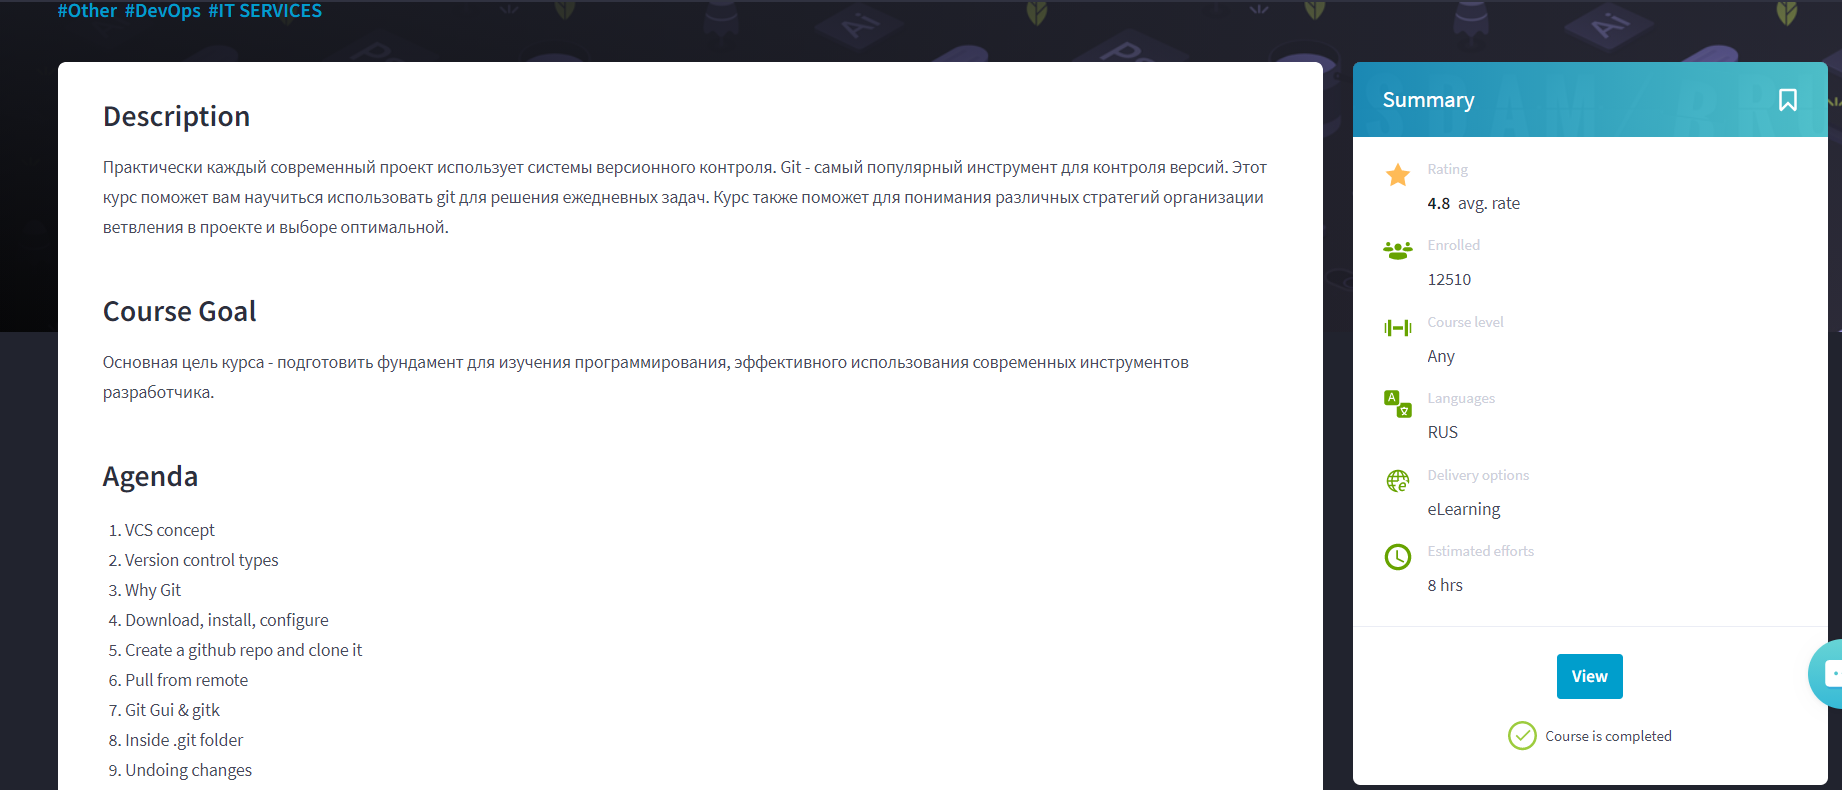 #Other #DevOps #IT SERVICES
Description
Практически каждый современный проект использует системы версионного контроля. Git - самый популярный инструмент для контроля версий. Этот
курс поможет вам научиться использовать git для решения ежедневных задач. Курс также поможет для понимания различных стратегий организации
ветвления в проекте и выборе оптимальной.
Course Goal
Основная цель курса - подготовить фундамент для изучения программирования, эффективного использования современных инструментов
разработчика.
Agenda
1. VCS concept
2. Version control types
3. Why Git
4. Download, install, configure
5. Create a github repo and clone it
6. Pull from remote
7. Git Gui & gitk
8. Inside .git folder
9. Undoing changes
Summary
Rating
4.8 avg. rate
Enrolled
12510
Course level
Any
Languages
RUS
Delivery options
eLearning
Estimated efforts
8 hrs
View
Course is completed